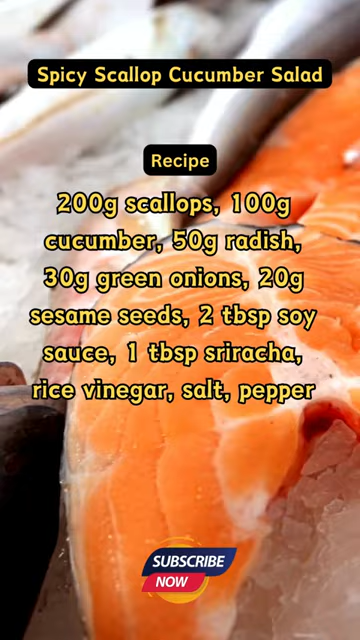 Spicy Scallop Cucumber Salad
Recipe
200g scallops, 100g
cucumber, 50g radish,
30g green onions, 20g
sesame seeds, 2 tbsp soy
sauce, 1 tbsp sriracha,
rice vinegar, salt, pepper
SUBSCRIBE
NOW